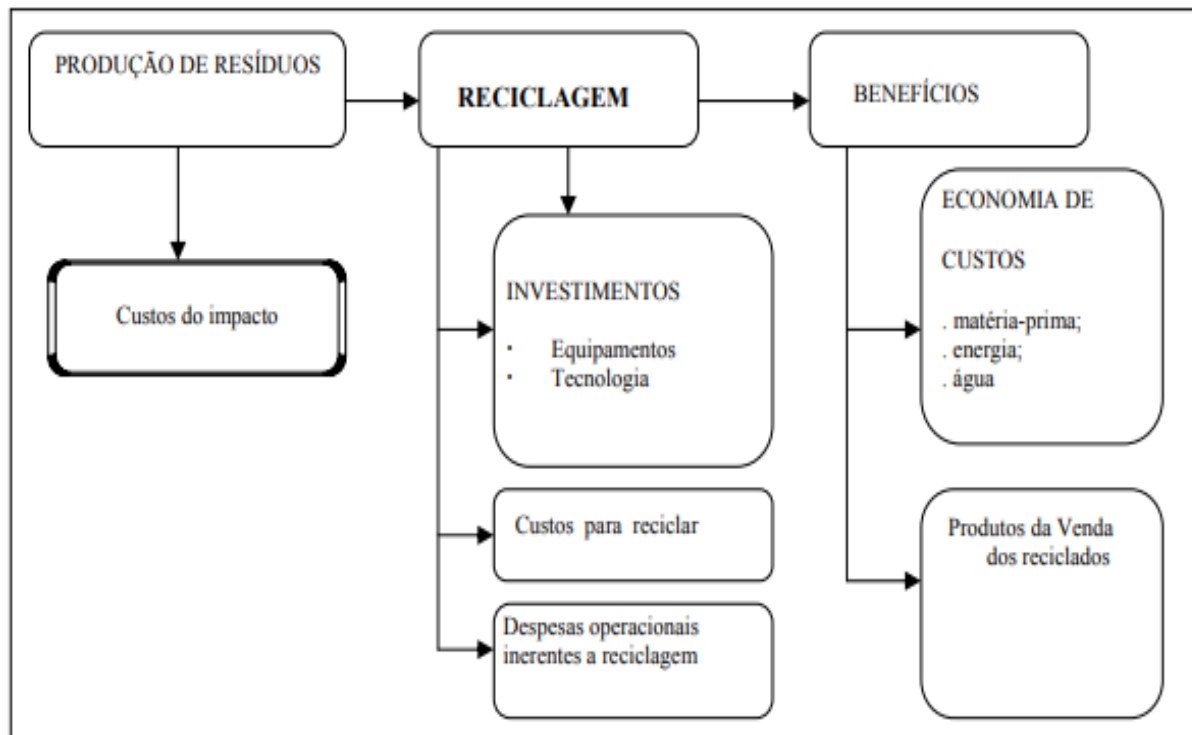 PRODUÇÃO DE RESÍDUOS
Custos do impacto
RECICLAGEM
INVESTIMENTOS
· Equipamentos
· Tecnologia
Custos para reciclar
Despesas operacionais
inerentes a reciclagem
BENEFÍCIOS
ECONOMIA DE
CUSTOS
. matéria-prima;
. energia;
. água
Produtos da Venda
dos reciclados